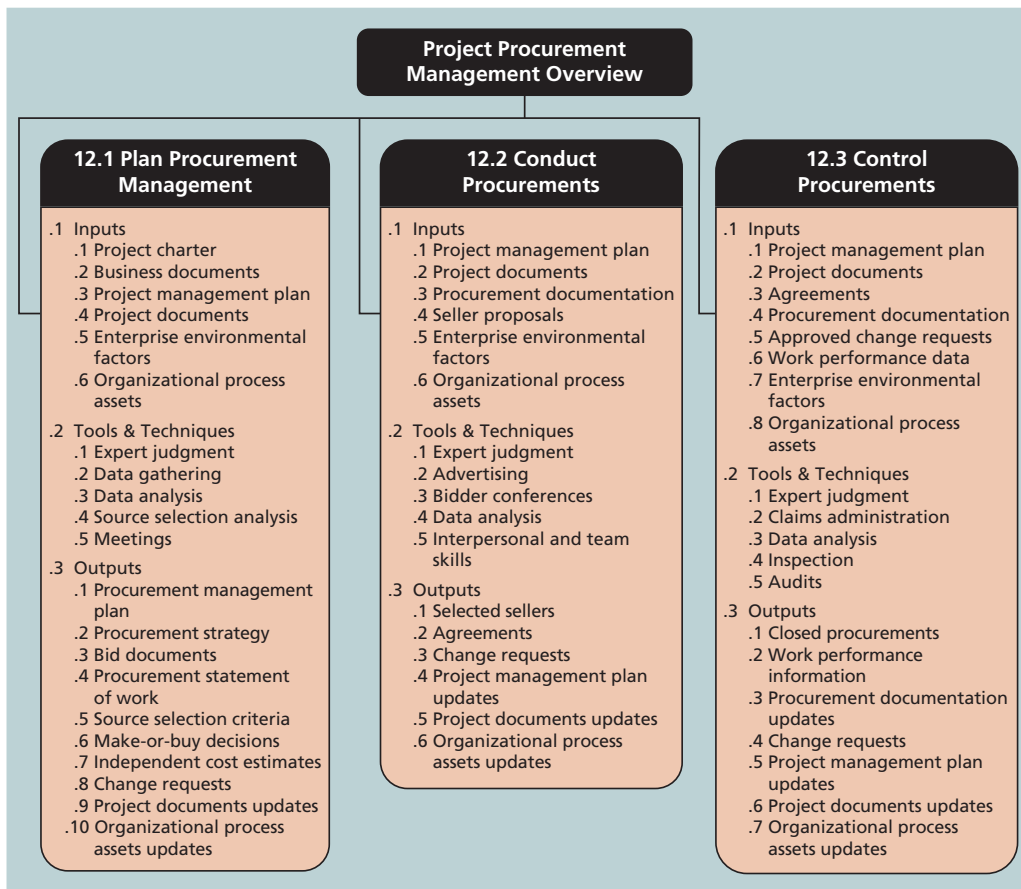 Project Procurement
Management Overview
12.1 Plan Procurement
Management
.1 Inputs
.1 Project charter
.2 Business documents
.3 Project management plan
.4 Project documents
.5 Enterprise environmental
factors
.6 Organizational process
assets
.2 Tools & Techniques
.1 Expert judgment
.2 Data gathering
.3 Data analysis
.4 Source selection analysis
.5 Meetings
.3 Outputs
.1 Procurement management
plan
.2 Procurement strategy
.3 Bid documents
.4 Procurement statement
of work
.5 Source selection criteria
.6 Make-or-buy decisions
.7 Independent cost estimates
.8 Change requests
.9 Project documents updates
.10 Organizational process
assets updates
12.2 Conduct
Procurements
.1 Inputs
.1 Project management plan
.2 Project documents
.3 Procurement documentation
.4 Seller proposals
.5 Enterprise environmental
factors
.6 Organizational process
assets
.2 Tools & Techniques
.1 Expert judgment
.2 Advertising
.3 Bidder conferences
.4 Data analysis
.5 Interpersonal and team
skills
.3 Outputs
.1 Selected sellers
.2 Agreements
.3 Change requests
.4 Project management plan
updates
.5 Project documents updates
.6 Organizational process
assets updates
12.3 Control
Procurements
.1 Inputs
.1 Project management plan
.2 Project documents
.3 Agreements
.4 Procurement documentation
.5 Approved change requests
.6 Work performance data
.7 Enterprise environmental
factors
.8 Organizational process
assets
.2 Tools & Techniques
.1 Expert judgment
.2 Claims administration
.3 Data analysis
.4 Inspection
.5 Audits
.3 Outputs
.1 Closed procurements
.2 Work performance
information
.3 Procurement documentation
updates
.4 Change requests
.5 Project management plan
updates
.6 Project documents updates
.7 Organizational process
assets updates